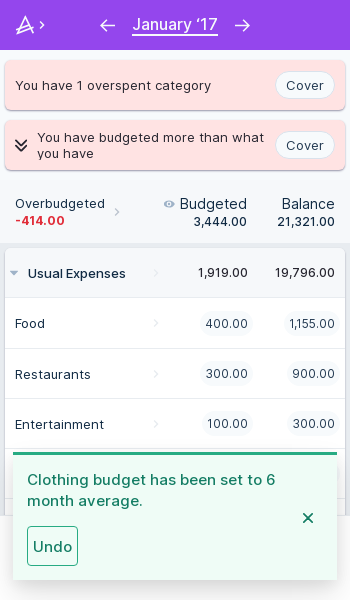 January ‘17
You have 1 overspent category
Cover
You have budgeted more than what
you have
Cover
Overbudgeted
-414.00
Budgeted
3,444.00
Balance
21,321.00
Usual Expenses 1,919.00 19,796.00
Food 400.00 1,155.00
Restaurants 300.00 900.00
Entertainment 100.00 300.00
Clothing budget has been set to 6
month average.
Undo